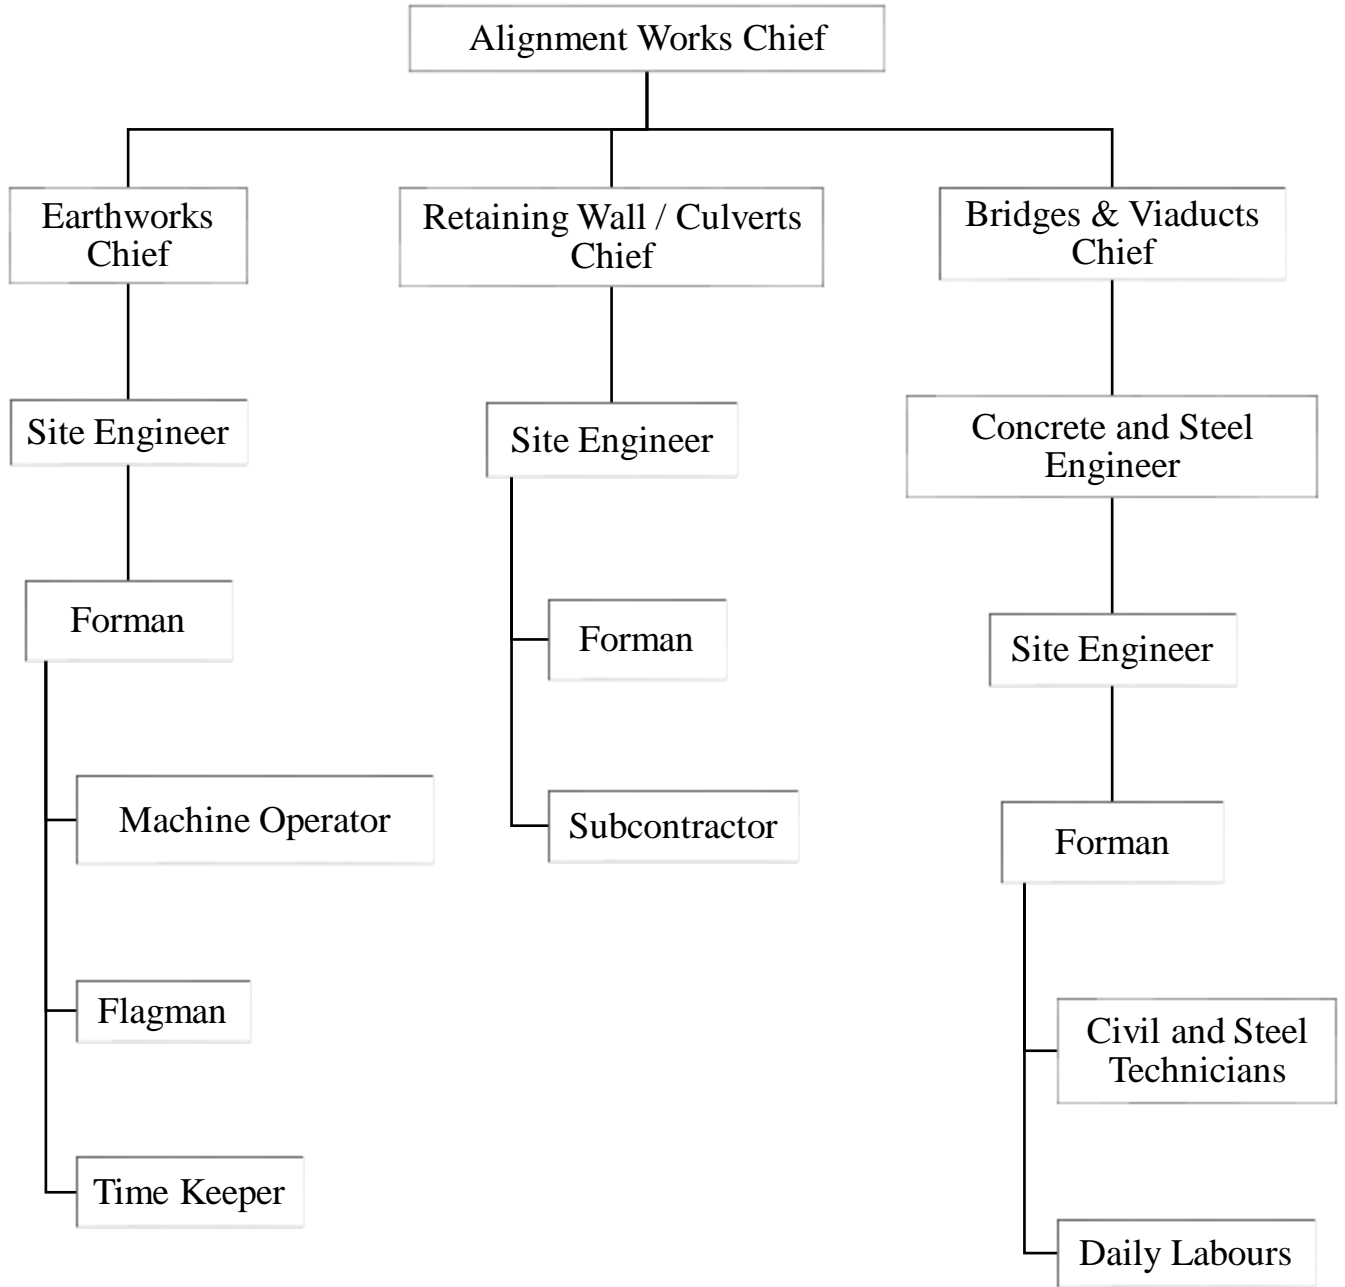 Alignment Works Chief
Earthworks
Chief
Retaining Wall / Culverts
Chief
Bridges & Viaducts
Chief
Site Engineer
Site Engineer
Concrete and Steel
Engineer
Forman
Forman
Site Engineer
Machine Operator
Subcontractor
Forman
Flagman
Civil and Steel
Technicians
Time Keeper
Daily Labours